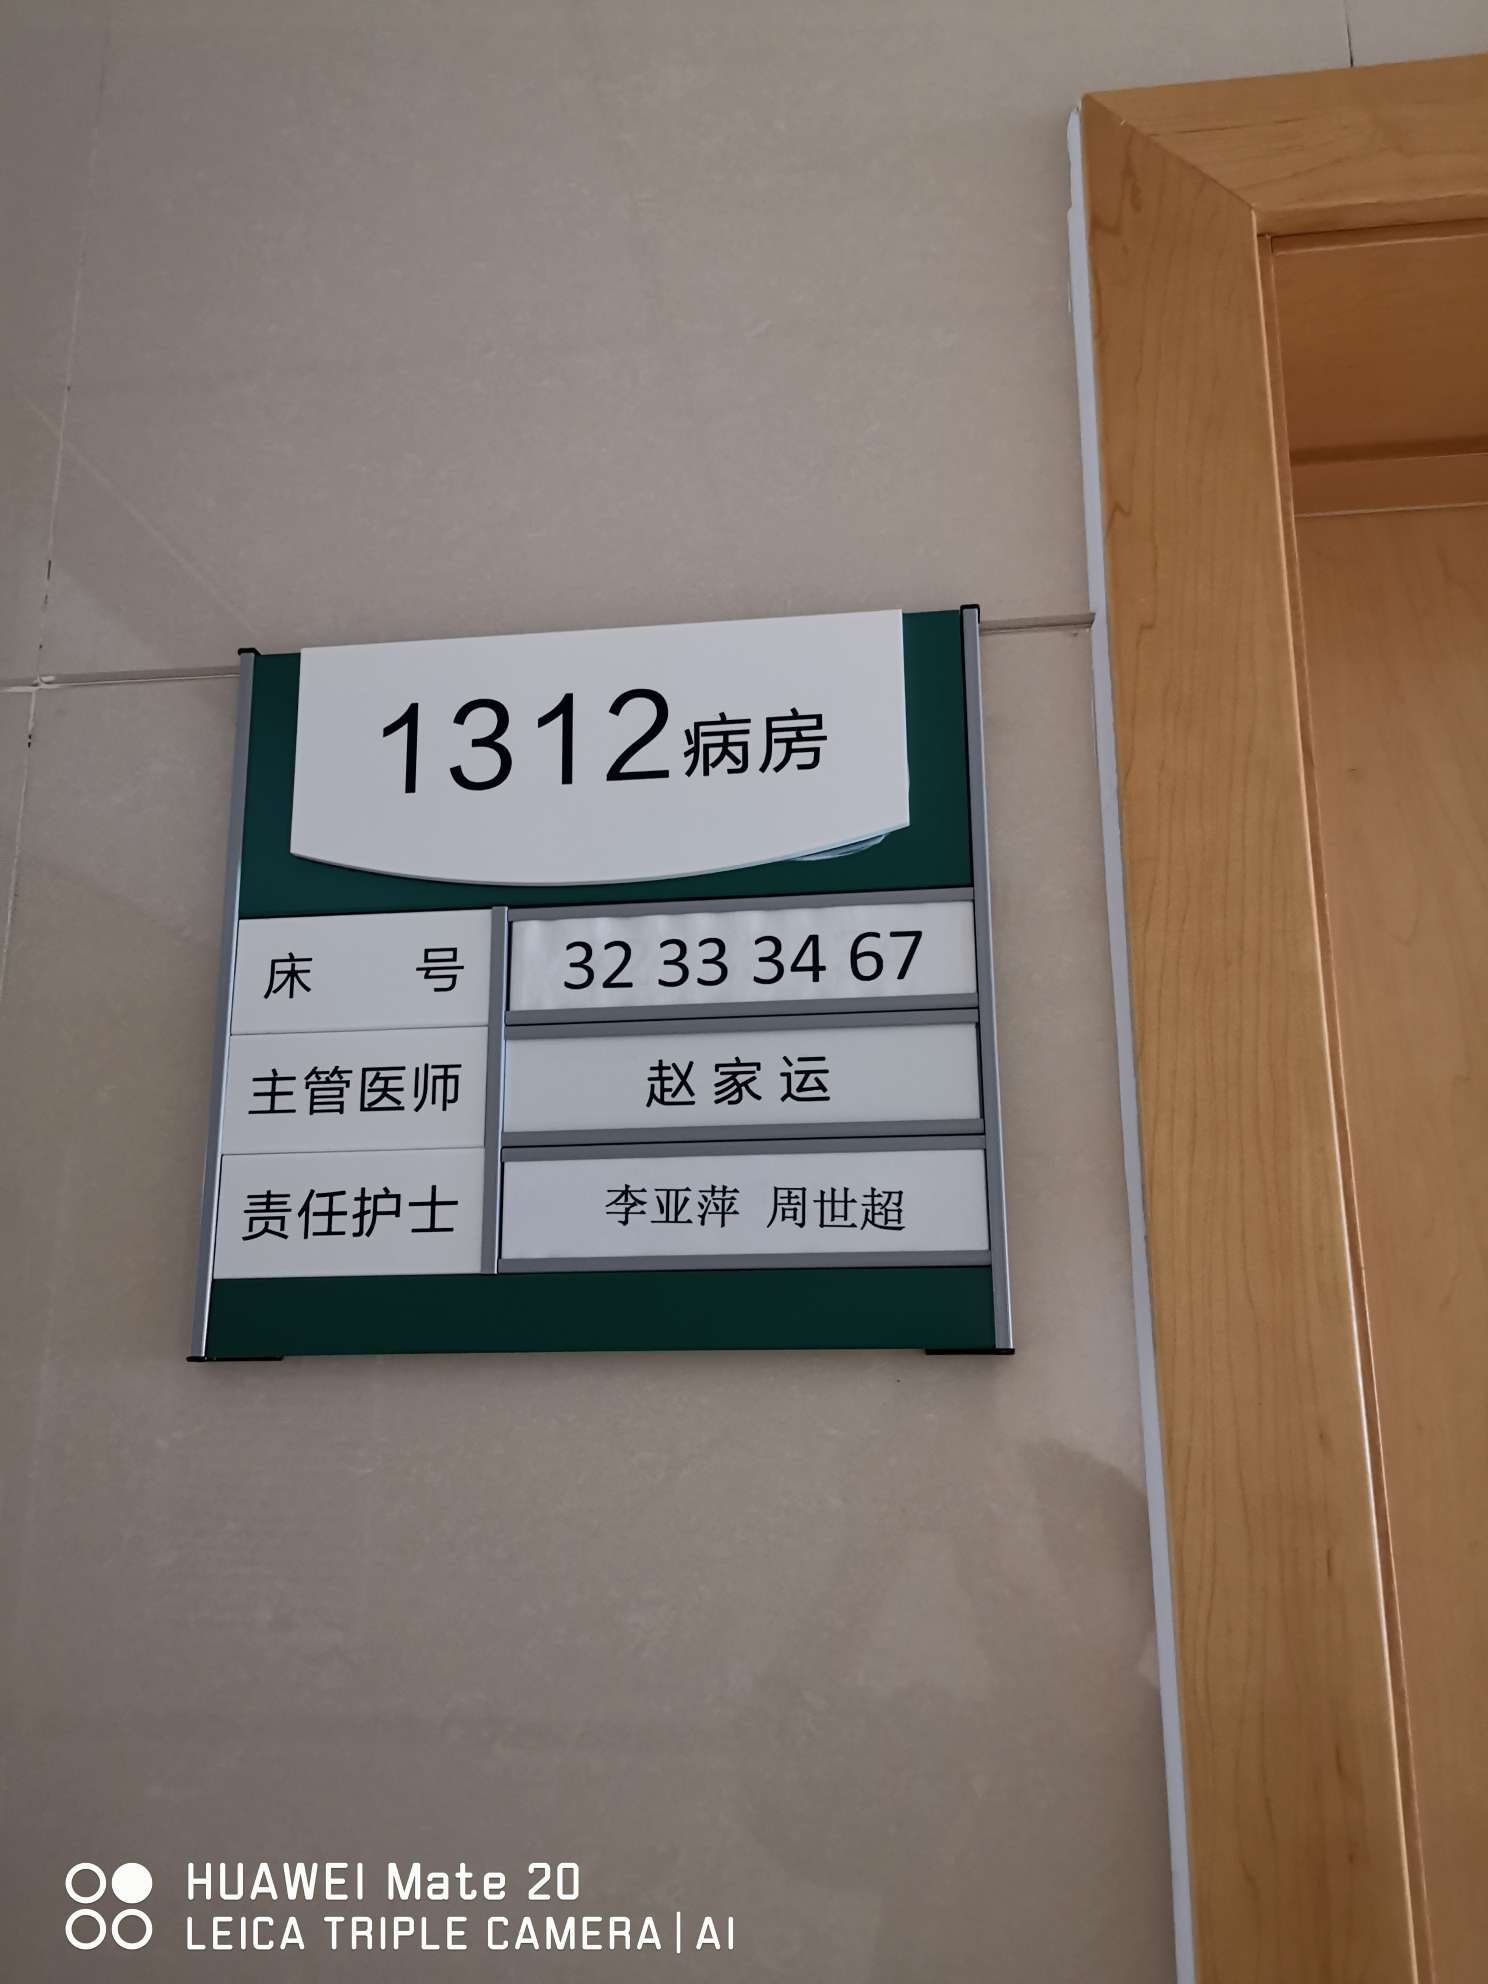 1312病房
床 号 32 33 34 67
主管医师 赵家运
责任护士 李亚萍 周世超
HUAWEI Mate 20
LEICA TRIPLE CAMERA | AI